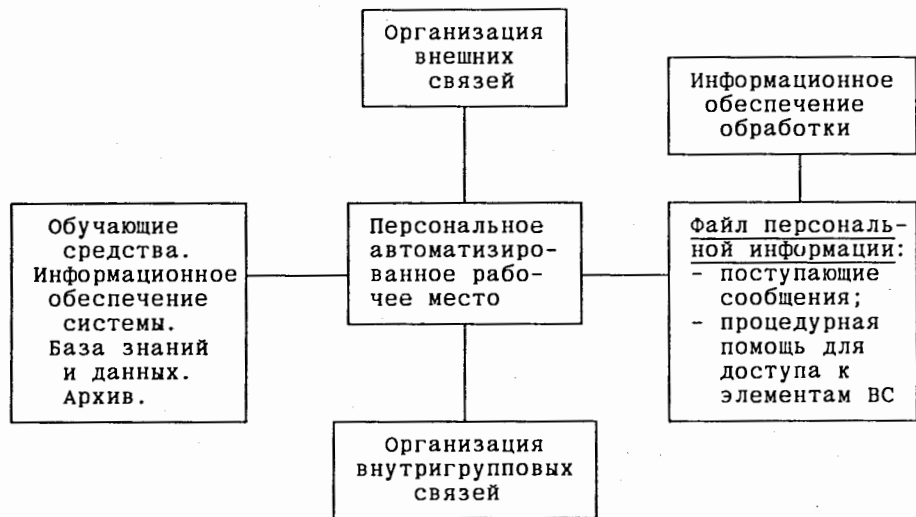 Организация
внешних
связей
Информационное
обеспечение
обработки
Обучающие
средства.
Информационное
обеспечение
системы.
База знаний
и данных.
Архив.
Персональное
автоматизиро-
ванное рабо-
чее место
Файл персональ-
ной информации:
- поступающие
сообщения;
- процедурная
помощь для
доступа к
элементам ВС
Организация
внутригрупповых
связей